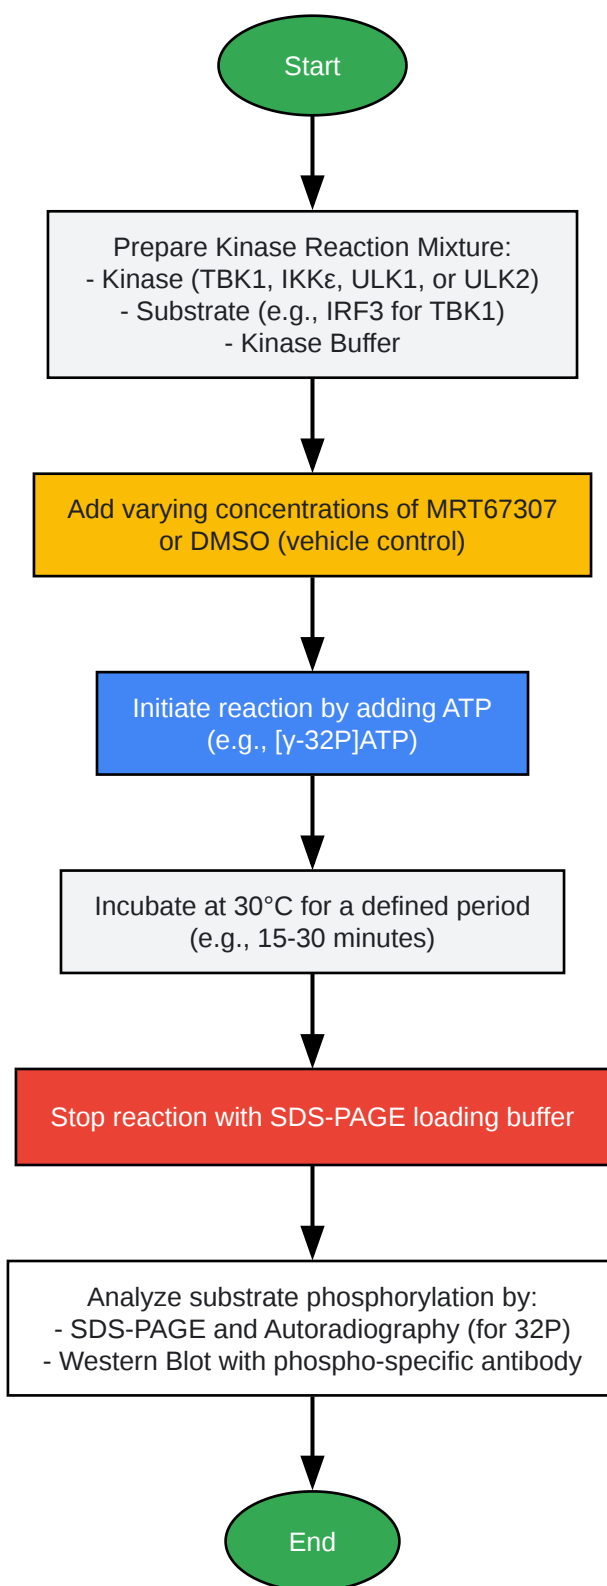 Start
Prepare Kinase Reaction Mixture:
- Kinase (TBK1, IKKε, ULK1, or ULK2)
- Substrate (e.g., IRF3 for TBK1)
- Kinase Buffer
Add varying concentrations of MRT67307
or DMSO (vehicle control)
Initiate reaction by adding ATP
(e.g., [γ-32P]ATP)
Incubate at 30°C for a defined period
(e.g., 15-30 minutes)
Stop reaction with SDS-PAGE loading buffer
Analyze substrate phosphorylation by:
- SDS-PAGE and Autoradiography (for 32P)
- Western Blot with phospho-specific antibody
End